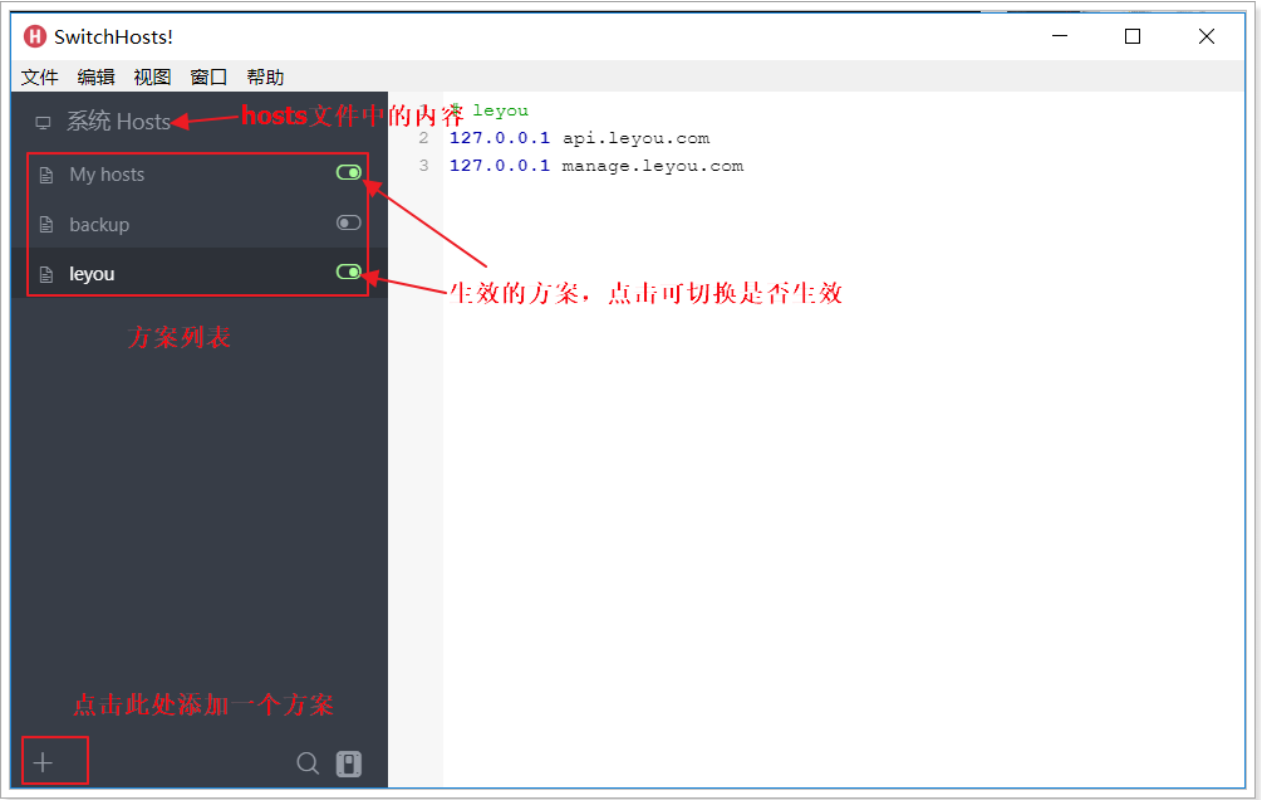 SwitchHosts!
文件 编辑 视图 窗口 帮助
系统 Hosts
hosts文件中的内容
# leyou
2 127.0.0.1 api.leyou.com
3 127.0.0.1 manage.leyou.com
My hosts
backup
leyou
生效的方案，点击可切换是否生效
方案列表
点击此处添加一个方案